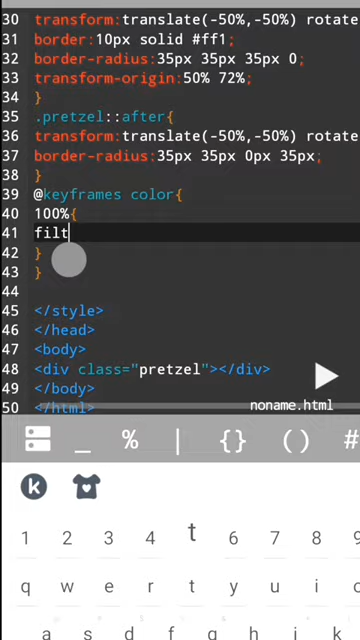 30 transform:translate(-50%,-50%) rotate
31 border:10px solid #ff1;
32 border-radius:35px 35px 35px 0;
33 transform-origin:50% 72%;
34 }
35 .pretzel::after{
36 transform:translate(-50%,-50%) rotate
37 border-radius:35px 35px 0px 35px;
38 }
39 @keyframes color{
40 100%{
41 filt
42 }
43 }
44
45 </style>
46 </head>
47 <body>
48 <div class="pretzel"></div>
49 </body>
50 </html>
noname.html
_ % | {} () #
k
1 2 3 4 t 6 7 8 9
q w e r t y u i o
a s d f g h j k